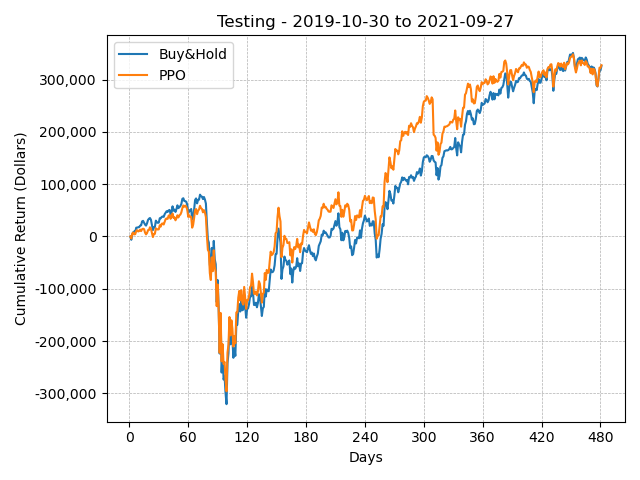 Testing - 2019-10-30 to 2021-09-27
Buy&Hold
PPO
Cumulative Return (Dollars)
300,000
200,000
100,000
0
-100,000
-200,000
-300,000
0 60 120 180 240 300 360 420 480
Days